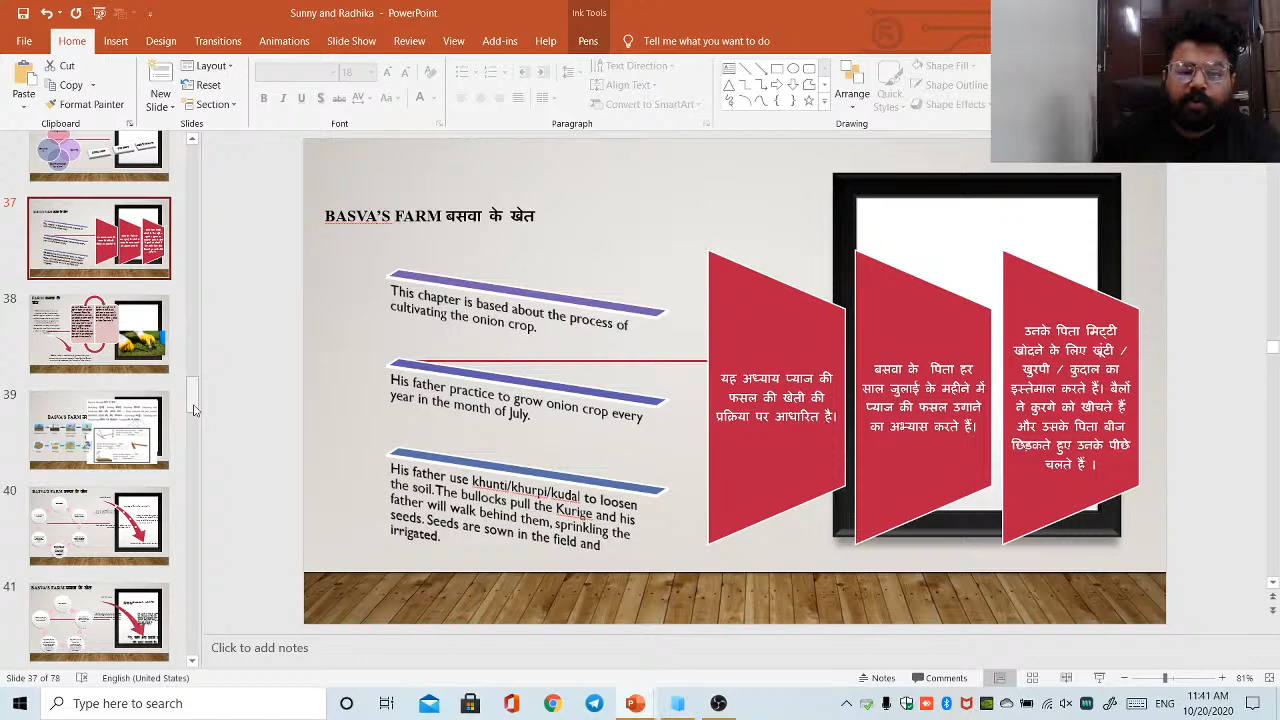 Sunny and Radhika - PowerPoint
Ink Tools
File Home Insert Design Transitions Animations Slide Show Review View Add-ins Help Pens Tell me what you want to do
Paste
Cut
Copy
Format Painter
Clipboard
New
Slide
Layout
Reset
Section
Slides
18
Font
Text Direction
Align Text
Convert to SmartArt
Paragraph
Arrange
Quick
Styles
Shape Fill
Shape Outline
Shape Effects
Drawing
37
38
39
40
41
BASVA'S FARM बसवा के खेत
This chapter is based about the process of
cultivating the onion crop.
His father practice to grow onion crop every
year in the month of July.
His father use khunti/khurpi/kudal to loosen
the soil. The bullocks pull the Kurige and his
father will walk behind them, sprinkling the
seeds. Seeds are sown in the field and
irrigated.
यह अध्याय प्याज की
फसल की खेती की
प्रक्रिया पर आधारित है।
बसवा के पिता हर
साल जुलाई के महीने में
प्याज की फसल उगाने
का अभ्यास करते हैं।
उनके पिता मिट्टी
खोदने के लिए खूंटी /
खुरपी / कुदाल का
इस्तेमाल करते हैं। बैलों
ने कुरगे को खींचते हैं
और उसके पिता बीज
छिड़कते हुए उनके पीछे
चलते हैं ।
Click to add notes
Slide 37 of 78 English (United States) Notes Comments 81%
Type here to search
ENG
11:41 AM
10/20/2020